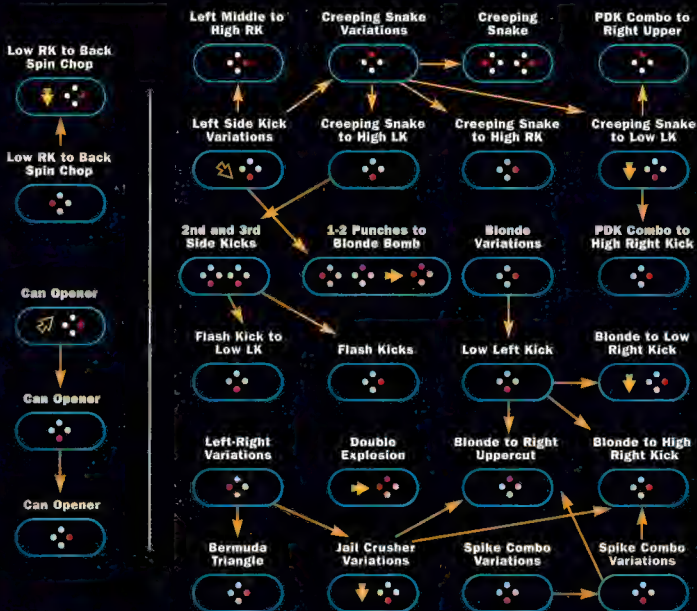 Low RK to Back
Spin Chop
Low RK to Back
Spin Chop
Can Opener
Can Opener
Can Opener
Left Middle to
High RK
Creeping Snake
Variations
Creeping
Snake
PDK Combo to
Right Upper
Left Side Kick
Variations
Creeping Snake
to High LK
Creeping Snake
to High RK
Creeping Snake
to Low LK
2nd and 3rd
Side Kicks
1-2 Punches to
Blonde Bomb
Blonde
Variations
PDK Combo to
High Right Kick
Flash Kick to
Low LK
Flash Kicks
Low Left Kick
Blonde to Low
Right Kick
Left-Right
Variations
Double
Explosion
Blonde to Right
Uppercut
Blonde to High
Right Kick
Bermuda
Triangle
Jail Crusher
Variations
Spike Combo
Variations
Spike Combo
Variations